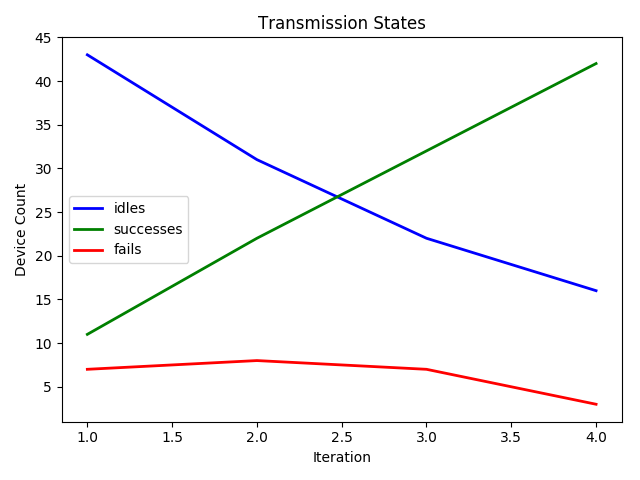 Transmission States
45
40
35
30
25
20
15
10
5
Device Count
idles
successes
fails
1.0 1.5 2.0 2.5 3.0 3.5 4.0
Iteration